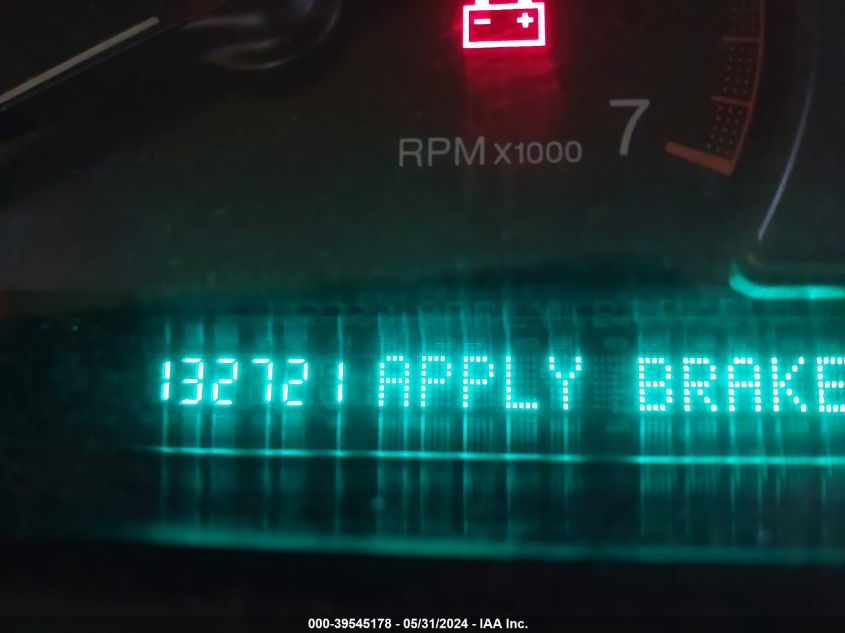 7
RPM x1000
132721 APPLY BRAKE
000-39545178 - 05/31/2024 - IAA Inc.